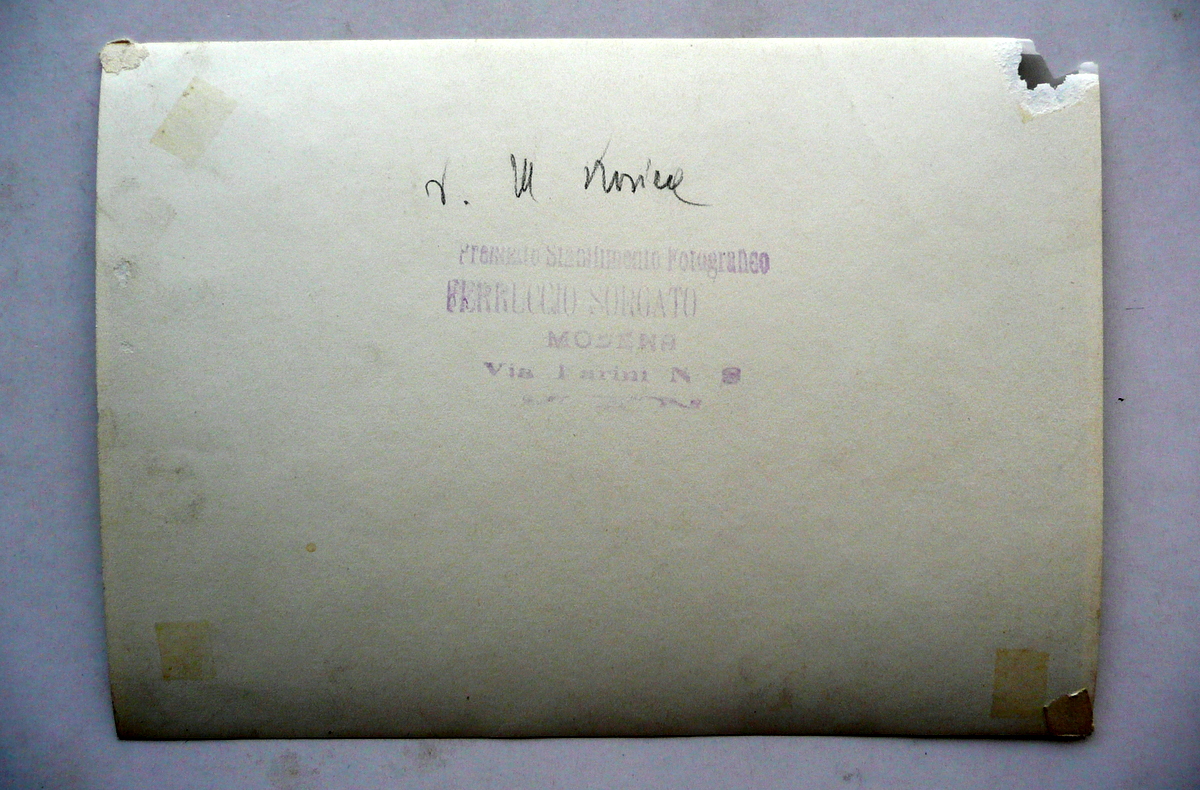 Premiato Stabilimento Fotografico
FERRUCCIO SORGATO
MODENA
Via Farini N 8